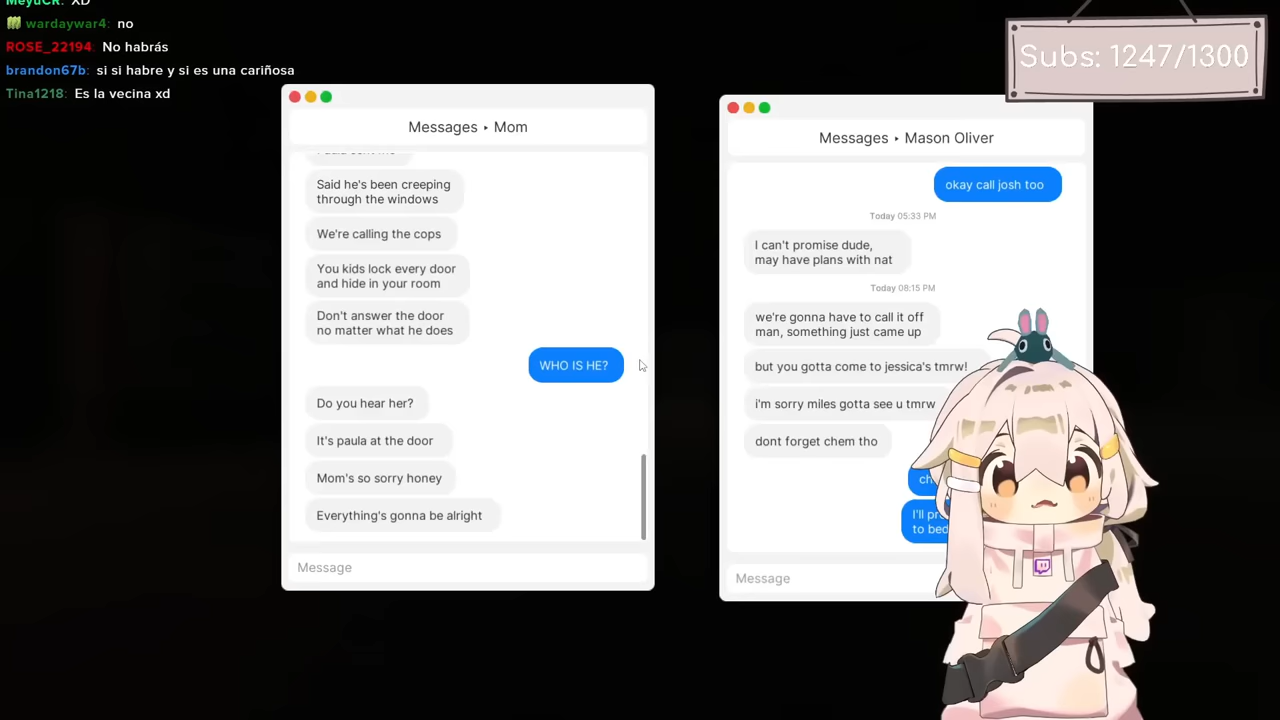 MeyuCR: XD
wardaywar4: no
ROSE_22194: No habrás
brandon67b: si si habre y si es una cariñosa
Tina1218: Es la vecina xd
Subs: 1247/1300
Messages ‣ Mom
Said he's been creeping
through the windows
We're calling the cops
You kids lock every door
and hide in your room
Don't answer the door
no matter what he does
WHO IS HE?
Do you hear her?
It's paula at the door
Mom's so sorry honey
Everything's gonna be alright
Message
Messages ‣ Mason Oliver
okay call josh too
Today 05:33 PM
I can't promise dude,
may have plans with nat
Today 08:15 PM
we're gonna have to call it off
man, something just came up
but you gotta come to jessica's tmrw!
i'm sorry miles gotta see u tmrw
dont forget chem tho
I'll
to bed
Message